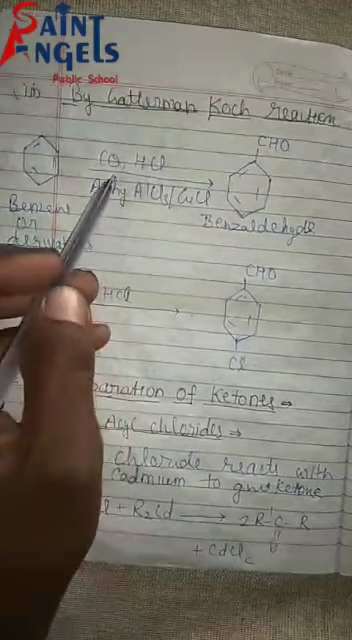 SAINT
ANGELS
Public School
(iii) By Gatterman Koch reaction
CHO
CO, HCl
Anhy AlCl3/CuCl
Benzene
or
Benzaldehyde
CHO
HCl
Cl
paration of Ketones →
Acyl chlorides →
chloride reacts with
Cadmium to give ketone
+ R2Cd → 2R-C-R
+ CdCl2